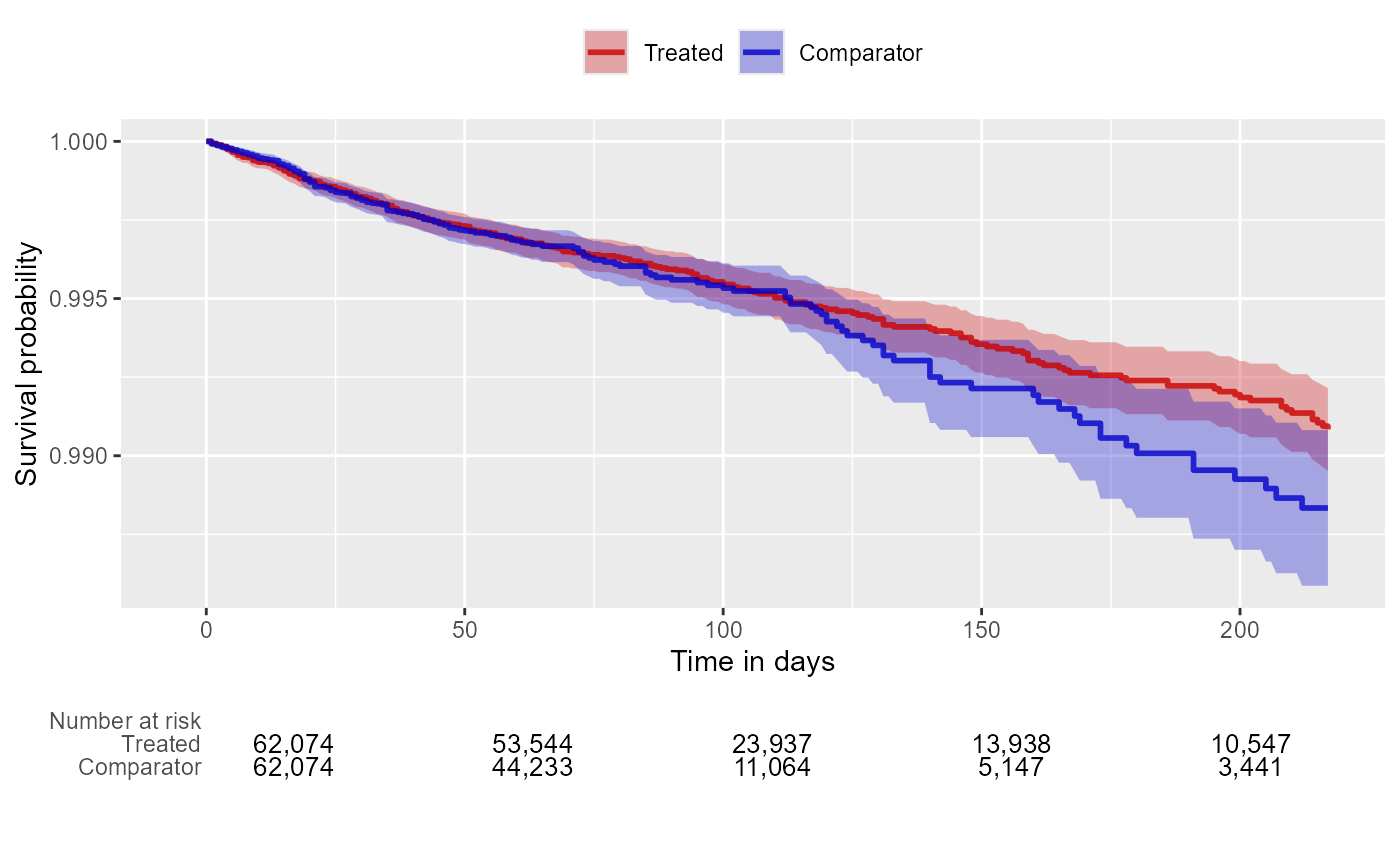 Treated Comparator
Survival probability
1.000
0.995
0.990
0 50 100 150 200
Time in days
Number at risk
Treated 62,074 53,544 23,937 13,938 10,547
Comparator 62,074 44,233 11,064 5,147 3,441